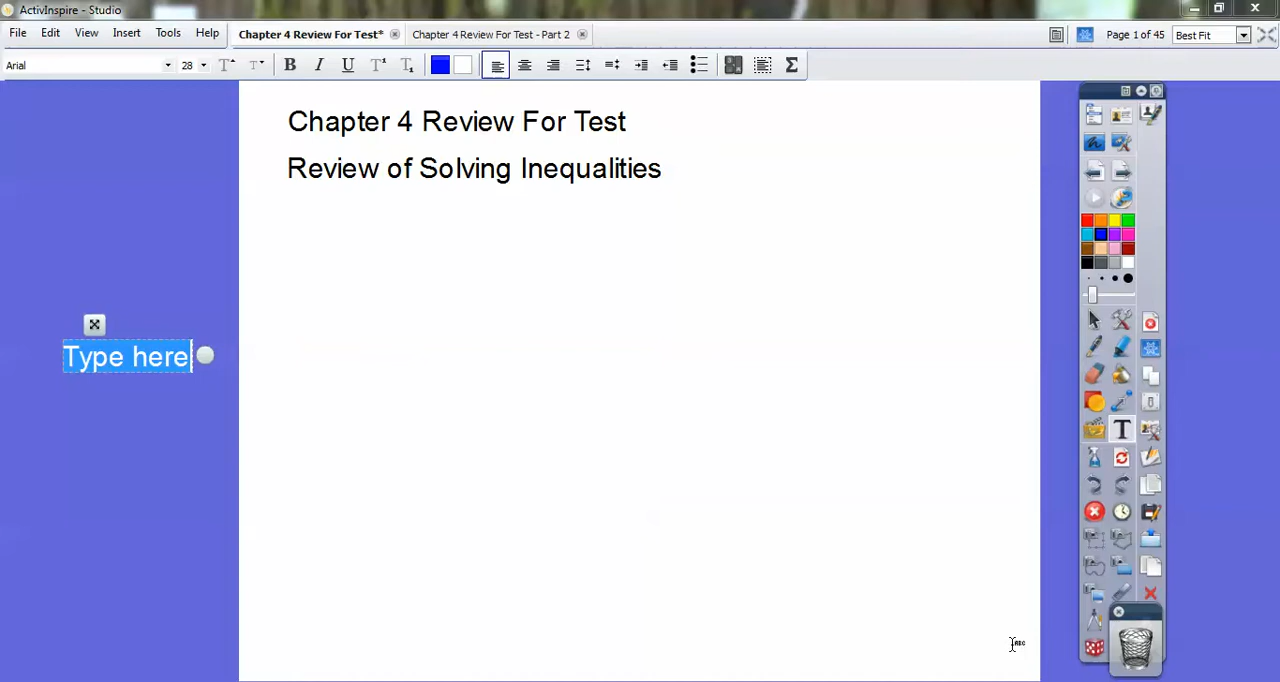 ActivInspire - Studio
File Edit View Insert Tools Help
Chapter 4 Review For Test*
Chapter 4 Review For Test - Part 2
Page 1 of 45
Best Fit
Arial
28
B I U
Chapter 4 Review For Test
Review of Solving Inequalities
Type here
T
ABC